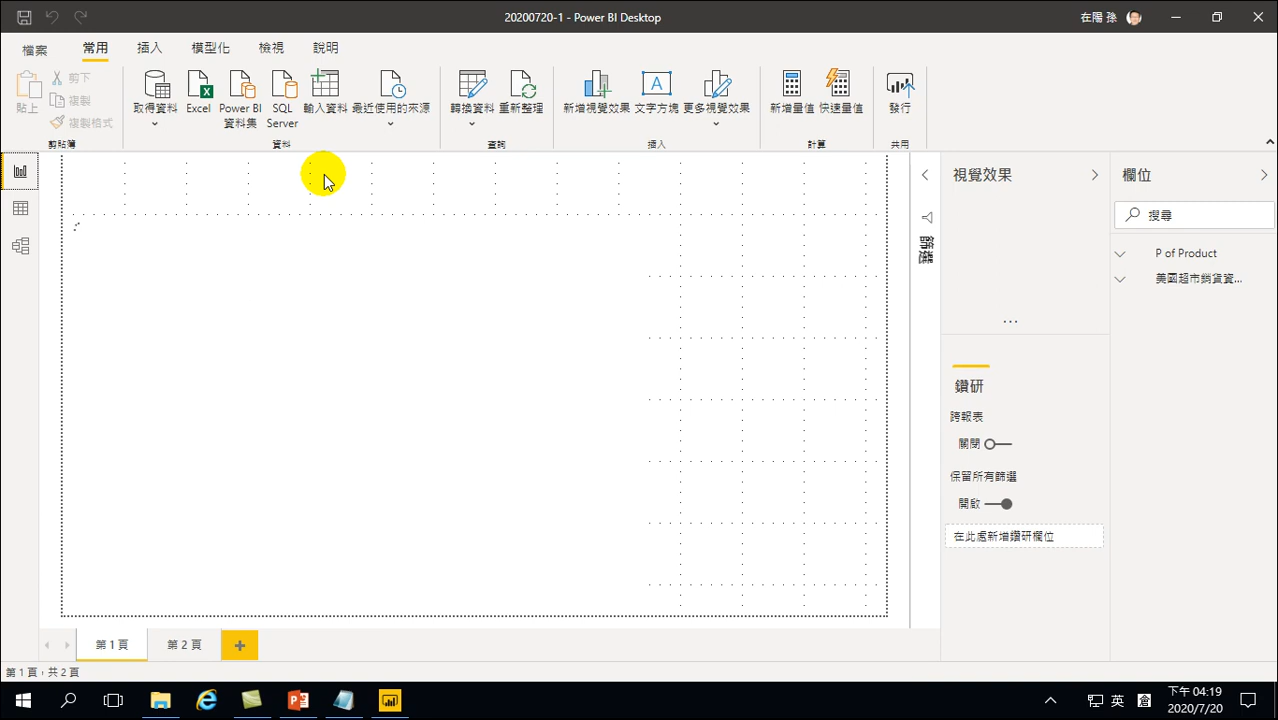 20200720-1 - Power BI Desktop
在陽 孫
檔案
常用
插入
模型化
檢視
說明
貼上
剪下
複製
複製格式
剪貼簿
取得資料
Excel
Power BI
資料集
SQL
Server
輸入資料
最近使用的來源
資料
轉換資料
重新整理
查詢
新增視覺效果
文字方塊
更多視覺效果
插入
新增量值
快速量值
計算
發行
共用
篩選
視覺效果
...
鑽研
跨報表
關閉
保留所有篩選
開啟
在此處新增鑽研欄位
欄位
搜尋
P of Product
美國超市銷貨資...
第 1 頁
第 2 頁
第 1 頁，共 2 頁
英
倉
下午 04:19
2020/7/20